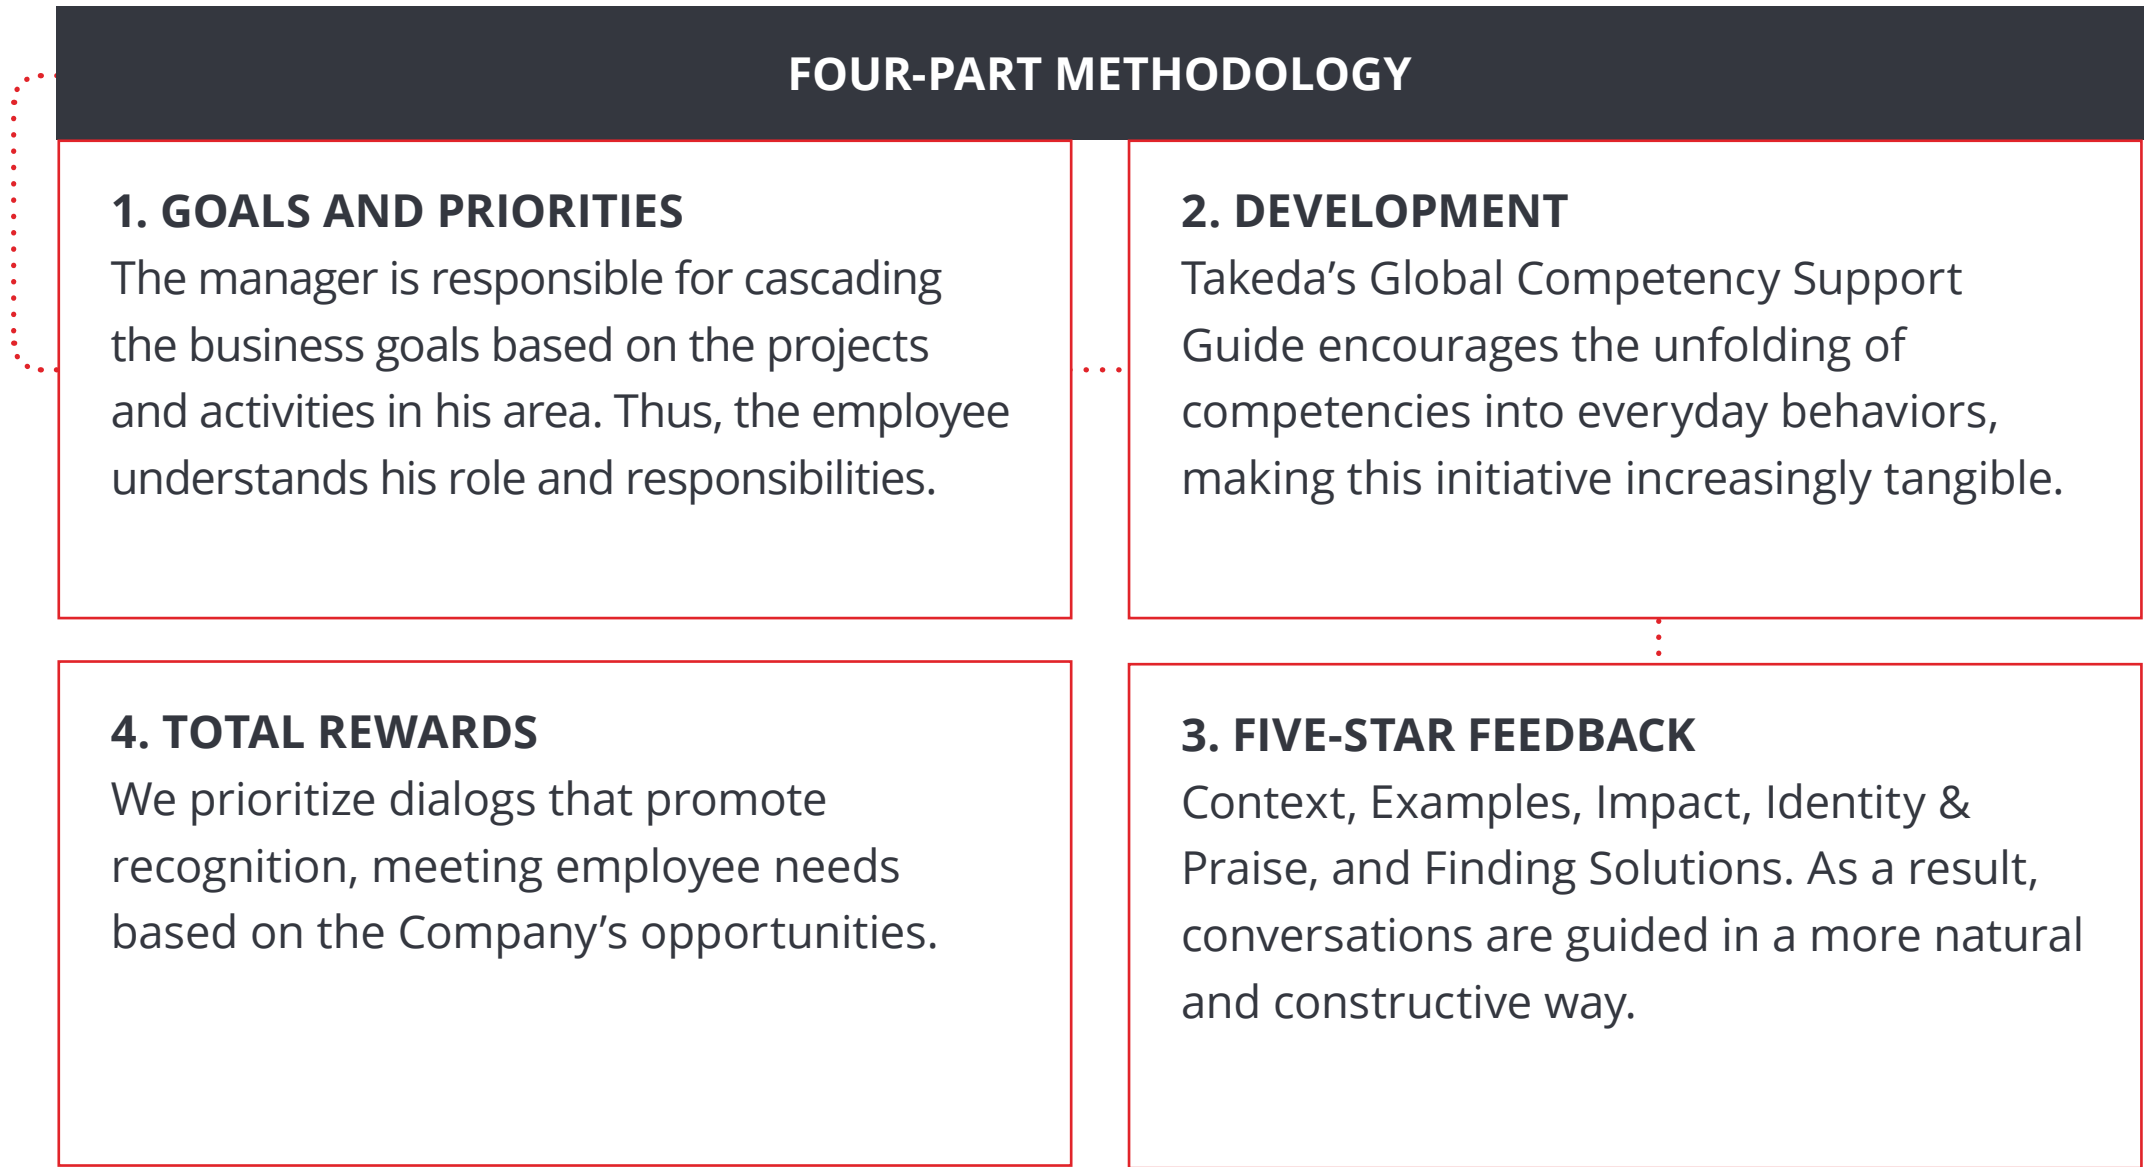 FOUR-PART METHODOLOGY
1. GOALS AND PRIORITIES
The manager is responsible for cascading
the business goals based on the projects
and activities in his area. Thus, the employee
understands his role and responsibilities.
2. DEVELOPMENT
Takeda’s Global Competency Support
Guide encourages the unfolding of
competencies into everyday behaviors,
making this initiative increasingly tangible.
3. FIVE-STAR FEEDBACK
Context, Examples, Impact, Identity &
Praise, and Finding Solutions. As a result,
conversations are guided in a more natural
and constructive way.
4. TOTAL REWARDS
We prioritize dialogs that promote
recognition, meeting employee needs
based on the Company’s opportunities.